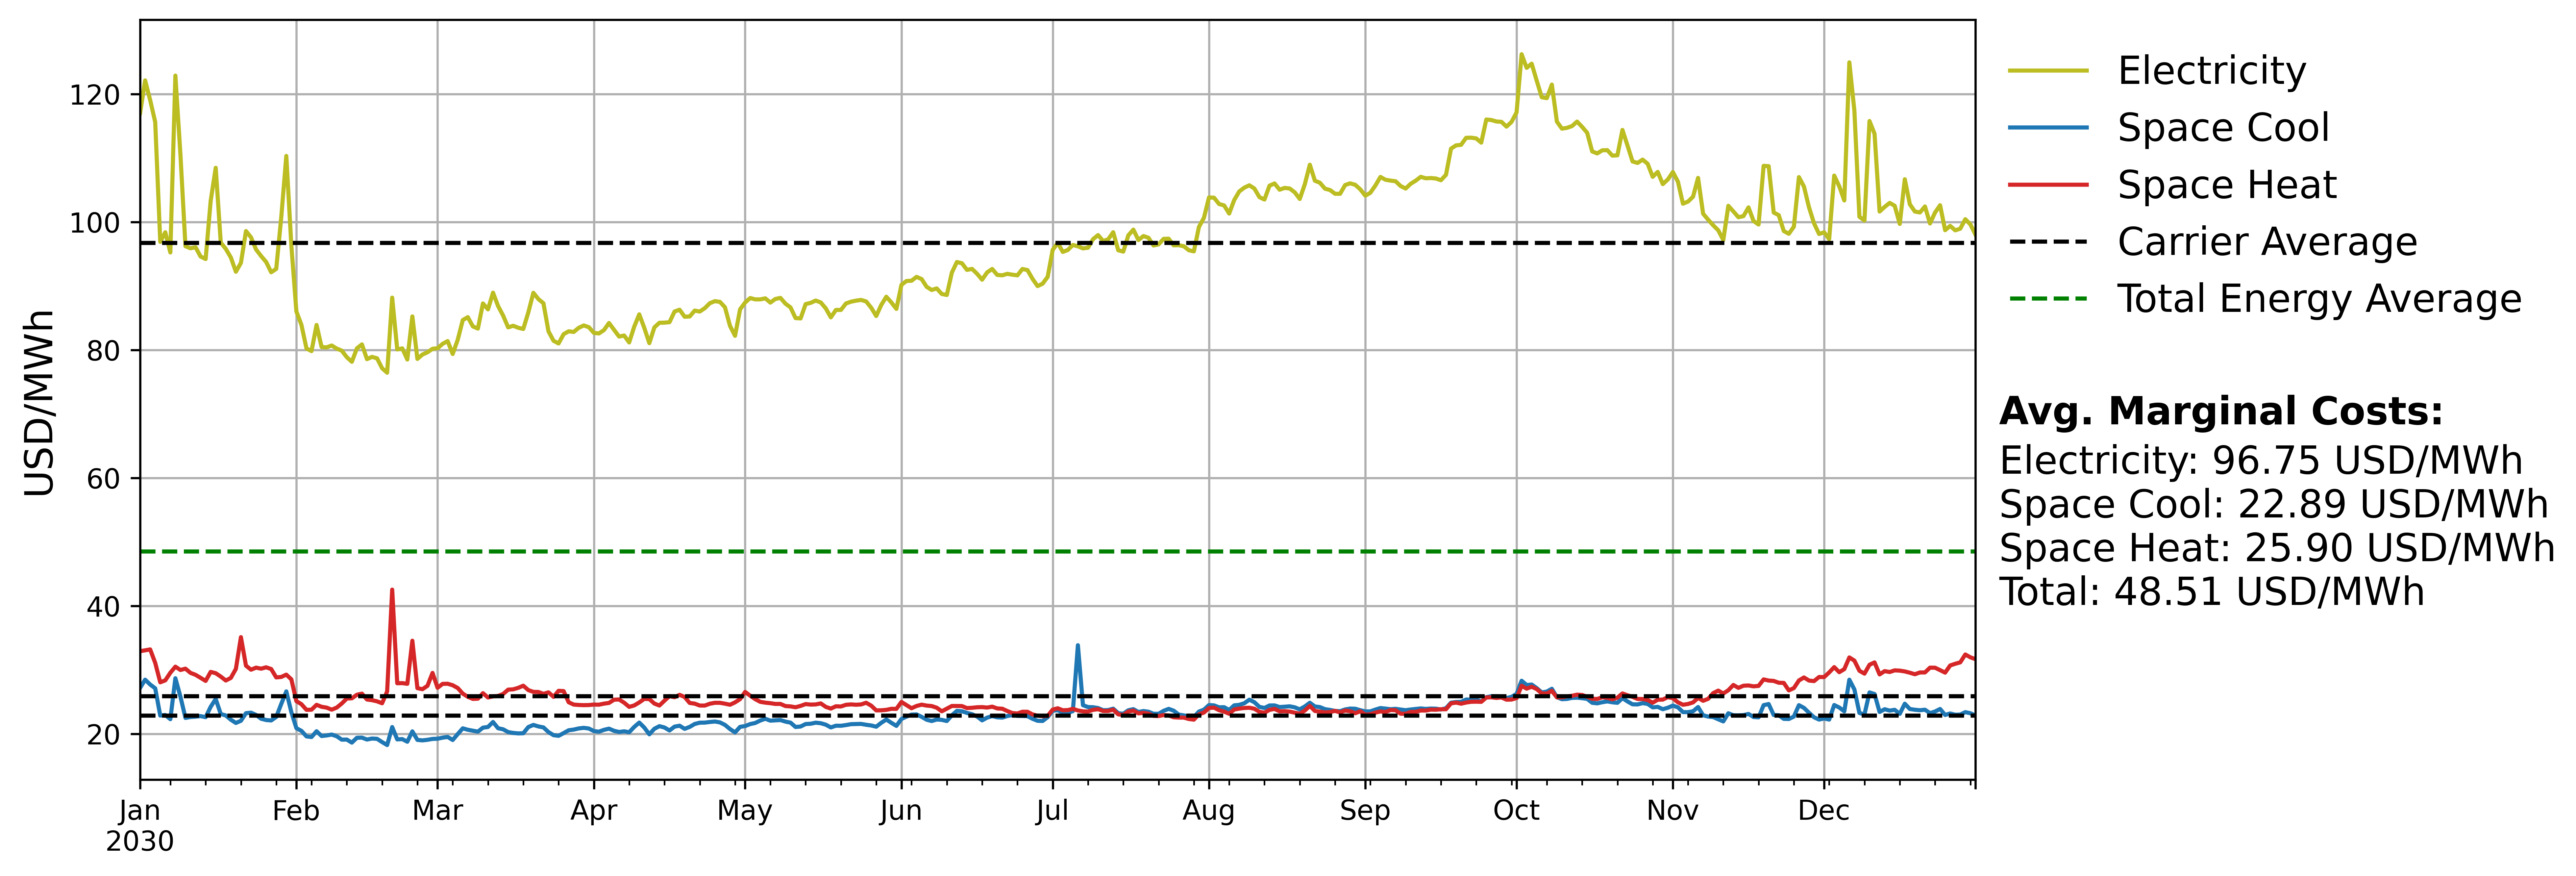 USD/MWh
120
100
80
60
40
20
Jan
2030
Feb
Mar
Apr
May
Jun
Jul
Aug
Sep
Oct
Nov
Dec
Electricity
Space Cool
Space Heat
Carrier Average
Total Energy Average
Avg. Marginal Costs:
Electricity: 96.75 USD/MWh
Space Cool: 22.89 USD/MWh
Space Heat: 25.90 USD/MWh
Total: 48.51 USD/MWh